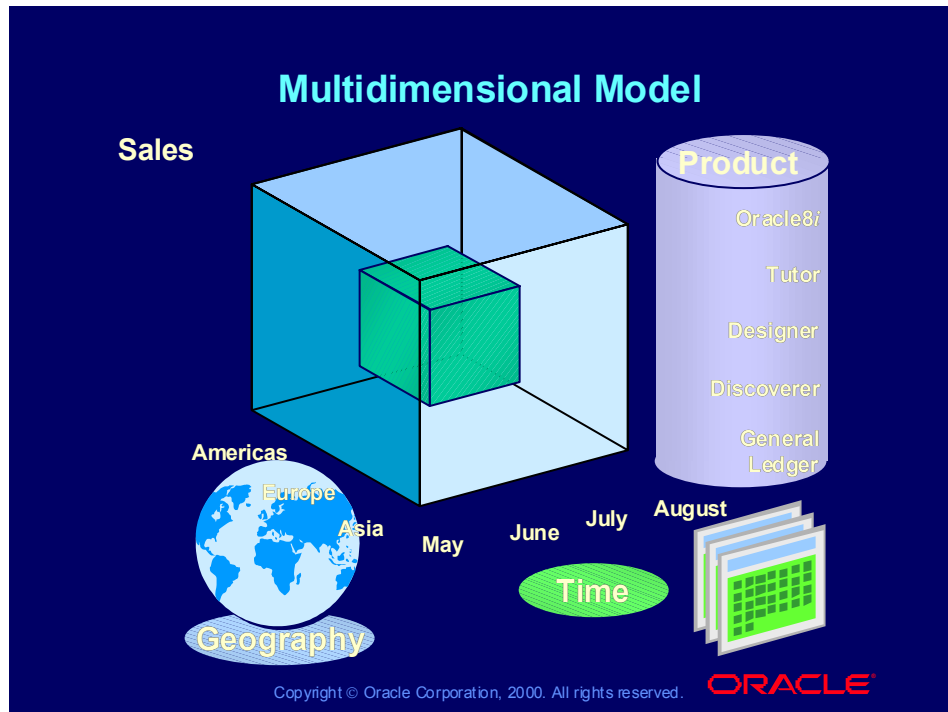 Multidimensional Model
Sales
Product
Oracle8i
Tutor
Designer
Discoverer
General
Ledger
Americas
Europe
Asia
May
June
July
August
Time
Geography
Copyright © Oracle Corporation, 2000. All rights reserved.
ORACLE®